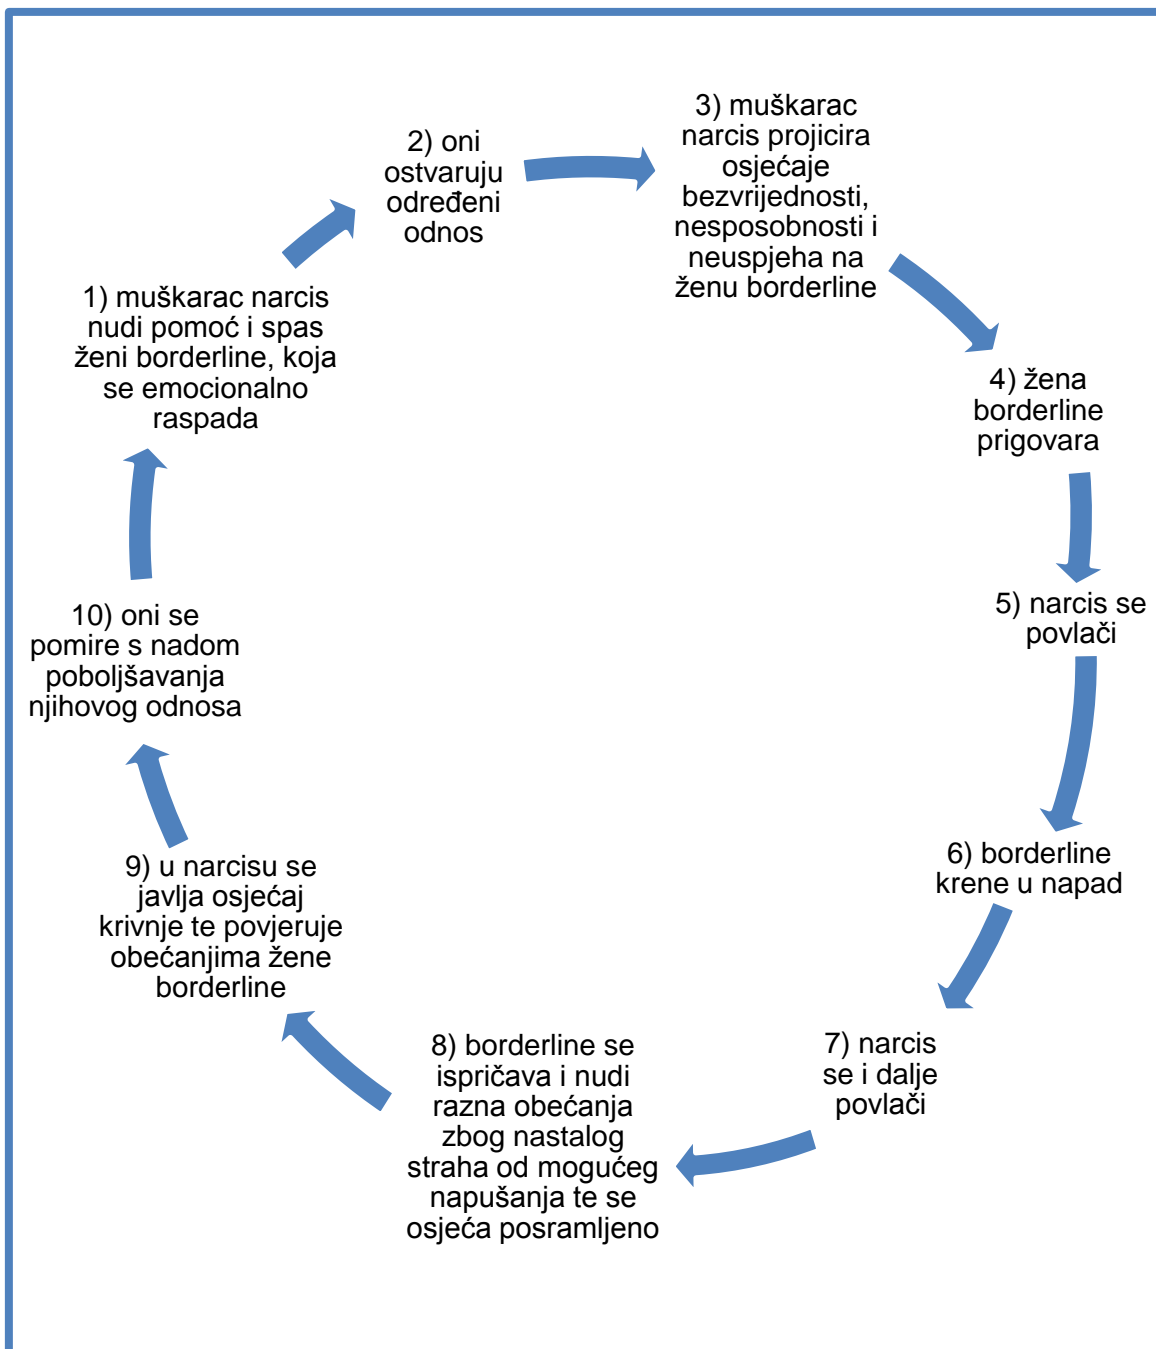 1) muškarac narcis
nudi pomoć i spas
ženi borderline, koja
se emocionalno
raspada
2) oni
ostvaruju
određeni
odnos
3) muškarac
narcis projicira
osjećaje
bezvrijednosti,
nesposobnosti i
neuspjeha na
ženu borderline
4) žena
borderline
prigovara
5) narcis se
povlači
6) borderline
krene u napad
7) narcis
se i dalje
povlači
8) borderline se
ispričava i nudi
razna obećanja
zbog nastalog
straha od mogućeg
napušanja te se
osjeća posramljeno
9) u narcisu se
javlja osjećaj
krivnje te povjeruje
obećanjima žene
borderline
10) oni se
pomire s nadom
poboljšavanja
njihovog odnosa